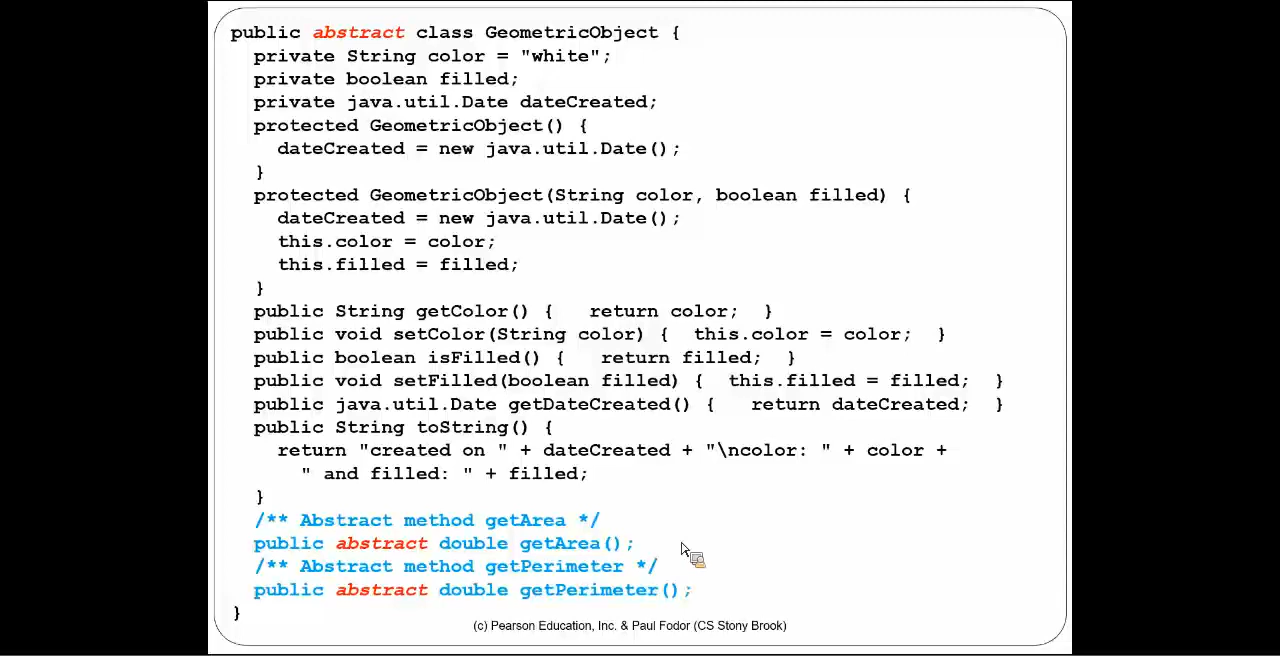 public abstract class GeometricObject {
private String color = "white";
private boolean filled;
private java.util.Date dateCreated;
protected GeometricObject() {
dateCreated = new java.util.Date();
}
protected GeometricObject(String color, boolean filled) {
dateCreated = new java.util.Date();
this.color = color;
this.filled = filled;
}
public String getColor() {   return color;  }
public void setColor(String color) {  this.color = color;  }
public boolean isFilled() {   return filled;  }
public void setFilled(boolean filled) {  this.filled = filled;  }
public java.util.Date getDateCreated() {   return dateCreated;  }
public String toString() {
return "created on " + dateCreated + "\ncolor: " + color +
" and filled: " + filled;
}
/** Abstract method getArea */
public abstract double getArea();
/** Abstract method getPerimeter */
public abstract double getPerimeter();
}
(c) Pearson Education, Inc. & Paul Fodor (CS Stony Brook)